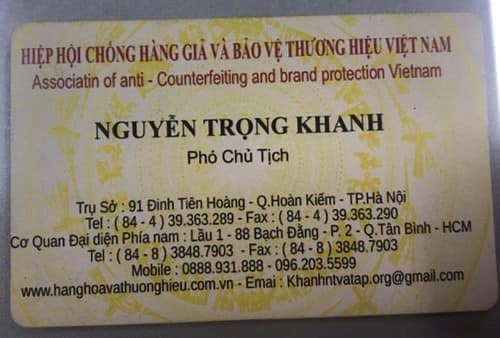 HIỆP HỘI CHỐNG HÀNG GIẢ VÀ BẢO VỆ THƯƠNG HIỆU VIỆT NAM
Associatin of anti - Counterfeiting and brand protection Vietnam
NGUYỄN TRỌNG KHANH
Phó Chủ Tịch
Trụ Sở : 91 Đinh Tiên Hoàng - Q.Hoàn Kiếm - TP.Hà Nội
Tel : ( 84 - 4 ) 39.363.289 - Fax : ( 84 - 4 ) 39.363.290
Cơ Quan Đại diện Phía nam : Lầu 1 - 88 Bạch Đằng - P. 2 - Q.Tân Bình - HCM
Tel : ( 84 - 8 ) 3848.7903 - Fax : ( 84 - 8 ) 3848.7903
Mobile : 0888.931.888 - 096.203.5599
www.hanghoavathuonghieu.com.vn - Emai : Khanhntvatap.org@gmail.com